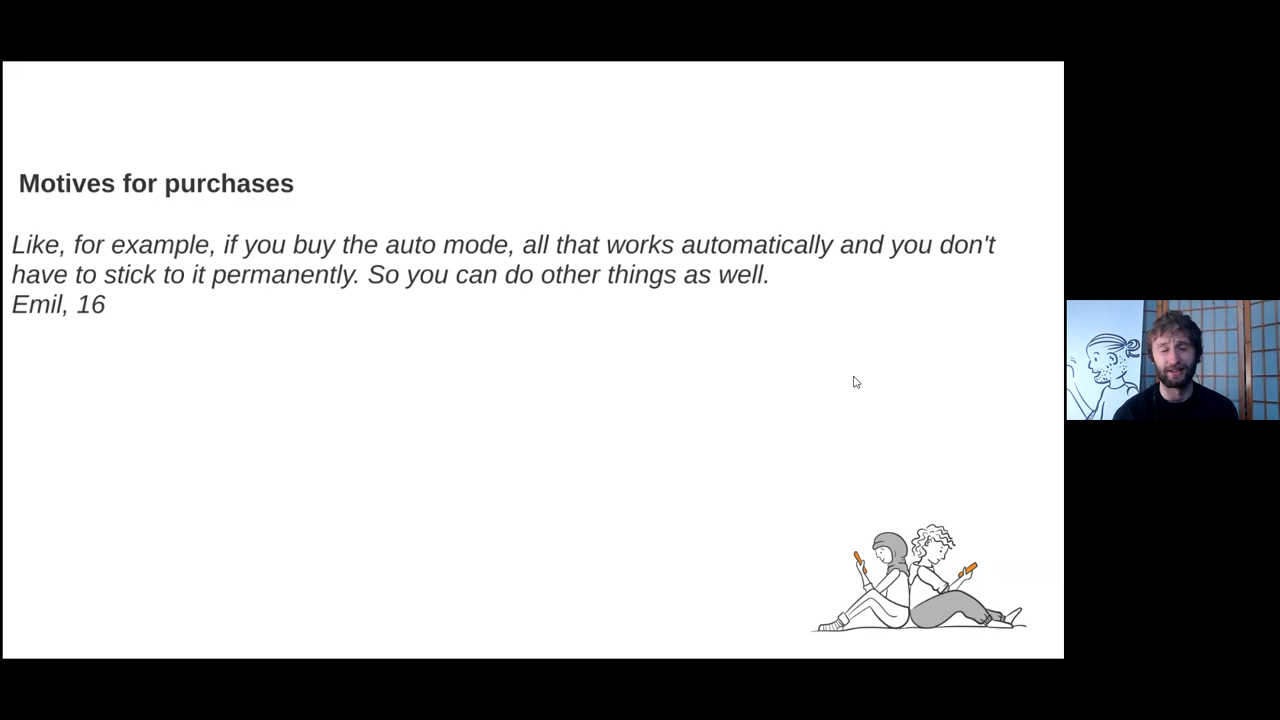 Motives for purchases
Like, for example, if you buy the auto mode, all that works automatically and you don't
have to stick to it permanently. So you can do other things as well.
Emil, 16